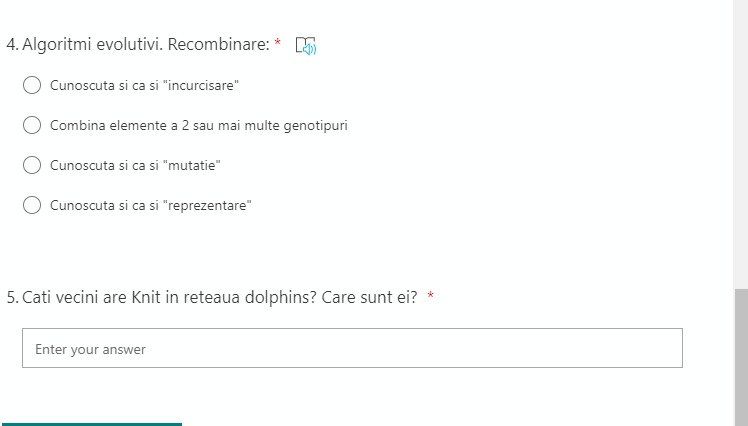 4. Algoritmi evolutivi. Recombinare: *
Cunoscuta si ca si "incurcisare"
Combina elemente a 2 sau mai multe genotipuri
Cunoscuta si ca si "mutatie"
Cunoscuta si ca si "reprezentare"
5. Cati vecini are Knit in reteaua dolphins? Care sunt ei? *
Enter your answer